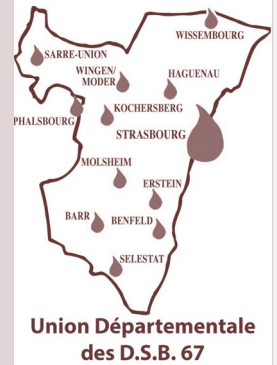 WISSEMBOURG
SARRE-UNION
WINGEN/
MODER
HAGUENAU
PHALSBOURG
KOCHERSBERG
STRASBOURG
MOLSHEIM
ERSTEIN
BARR
BENFELD
SELESTAT
Union Départementale
des D.S.B. 67